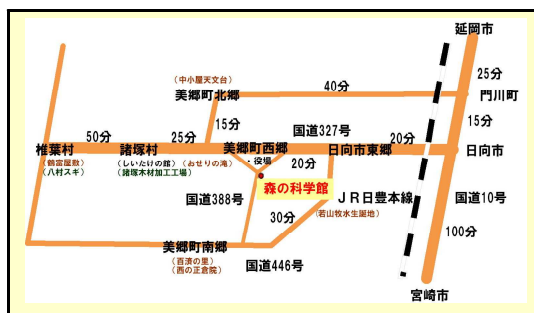 延岡市
(中小屋天文台)
美郷町北郷
40分
25分
門川町
15分
15分
国道327号
50分
25分
美郷町西郷
20分
椎葉村
諸塚村
・役場
20分
日向市東郷
日向市
(鶴富屋敷)
(しいたけの館)
(おせりの滝)
(八村スギ)
(諸塚木材加工工場)
森の科学館
国道388号
JR日豊本線
国道10号
30分
(若山牧水生誕地)
100分
美郷町南郷
(百済の里)
(西の正倉院)
国道446号
宮崎市